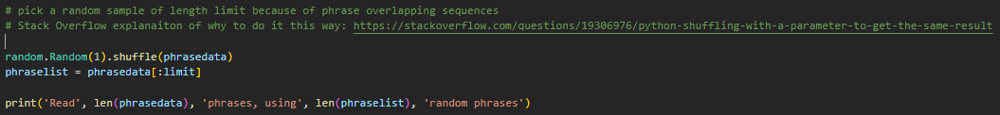 # pick a random sample of length limit because of phrase overlapping sequences
# Stack Overflow explanaiton of why to do it this way: https://stackoverflow.com/questions/19306976/python-shuffling-with-a-parameter-to-get-the-same-result
random.Random(1).shuffle(phrasedata)
phraselist = phrasedata[:limit]
print('Read', len(phrasedata), 'phrases, using', len(phraselist), 'random phrases')